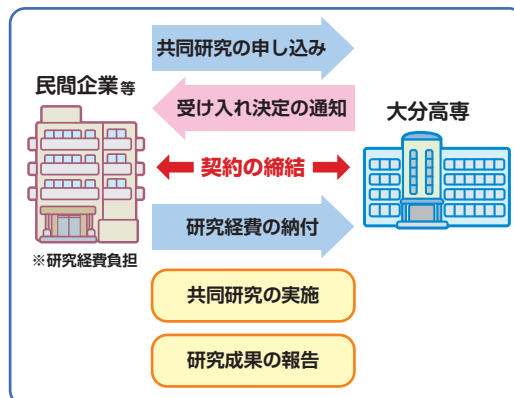 共同研究の申し込み
民間企業等
受け入れ決定の通知
大分高専
契約の締結
研究経費の納付
※研究経費負担
共同研究の実施
研究成果の報告